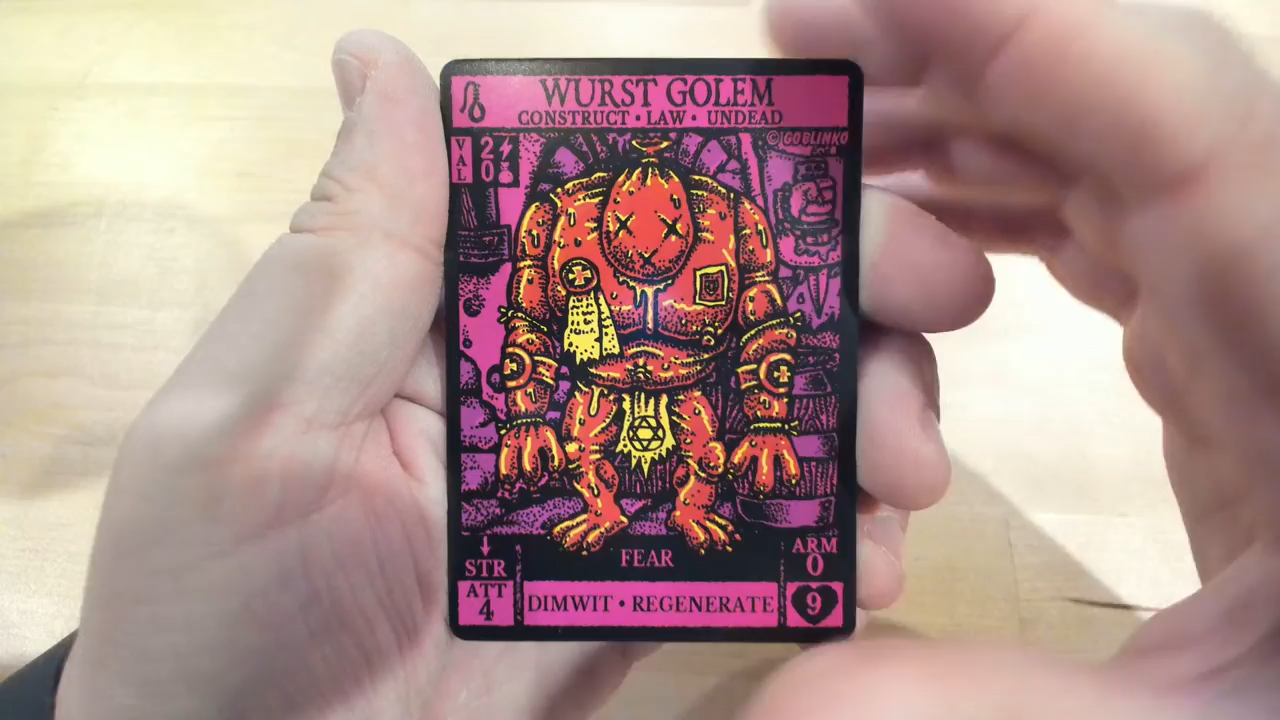 WURST GOLEM
CONSTRUCT • LAW • UNDEAD
© GOBLINKO
VAL 20
STR
FEAR
ARM 0
ATT 4
DIMWIT • REGENERATE
9